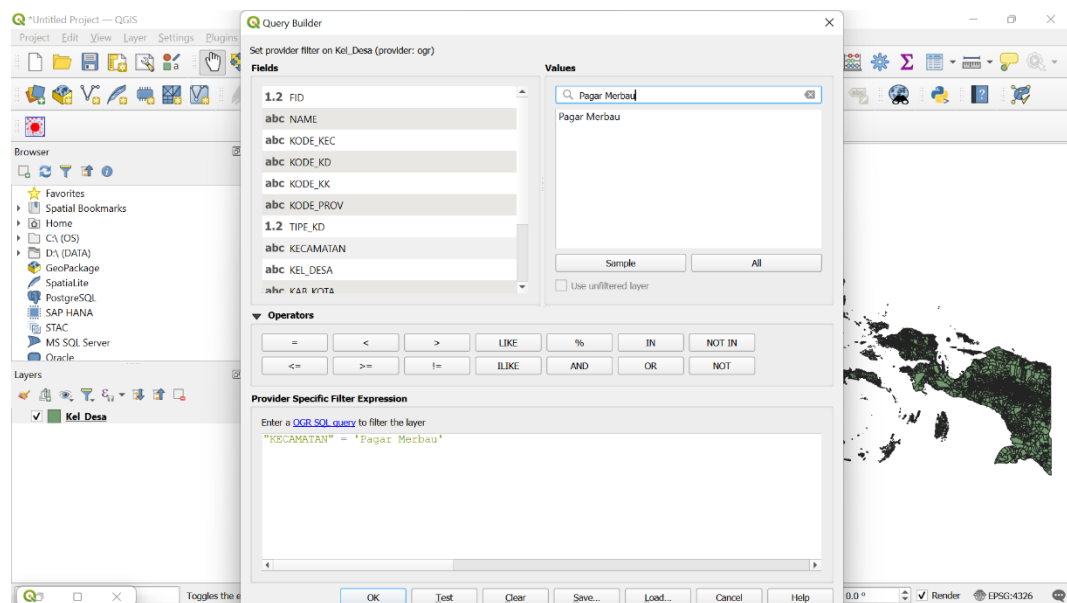 *Untitled Project — QGIS
Project Edit View Layer Settings Plugins
Query Builder
Set provider filter on Kel_Desa (provider: ogr)
Fields
Values
1.2 FID
abc NAME
abc KODE_KEC
abc KODE_KD
abc KODE_KK
abc KODE_PROV
1.2 TIPE_KD
abc KECAMATAN
abc KEL_DESA
abc KAB_KOTA
Pagar Merbau
Pagar Merbau
Sample All
Use unfiltered layer
Operators
= < > LIKE % IN NOT IN
<= >= != ILIKE AND OR NOT
Provider Specific Filter Expression
Enter a OGR SQL query to filter the layer
"KECAMATAN" = 'Pagar Merbau'
OK Test Clear Save... Load... Cancel Help
Browser
Favorites
Spatial Bookmarks
Home
C:\ (OS)
D:\ (DATA)
GeoPackage
SpatiaLite
PostgreSQL
SAP HANA
STAC
MS SQL Server
Oracle
Layers
Kel_Desa
Toggles the e
0.0 ° Render EPSG:4326